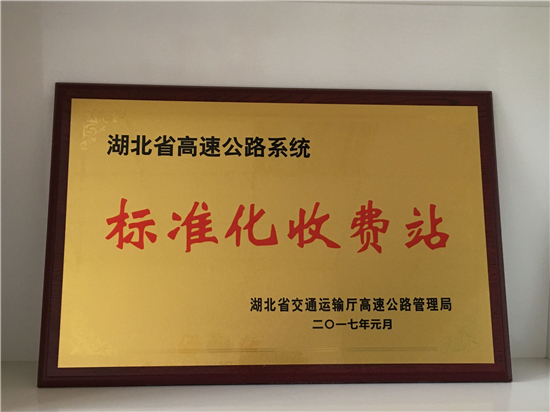 湖北省高速公路系统
标准化收费站
湖北省交通运输厅高速公路管理局
二〇一七年元月